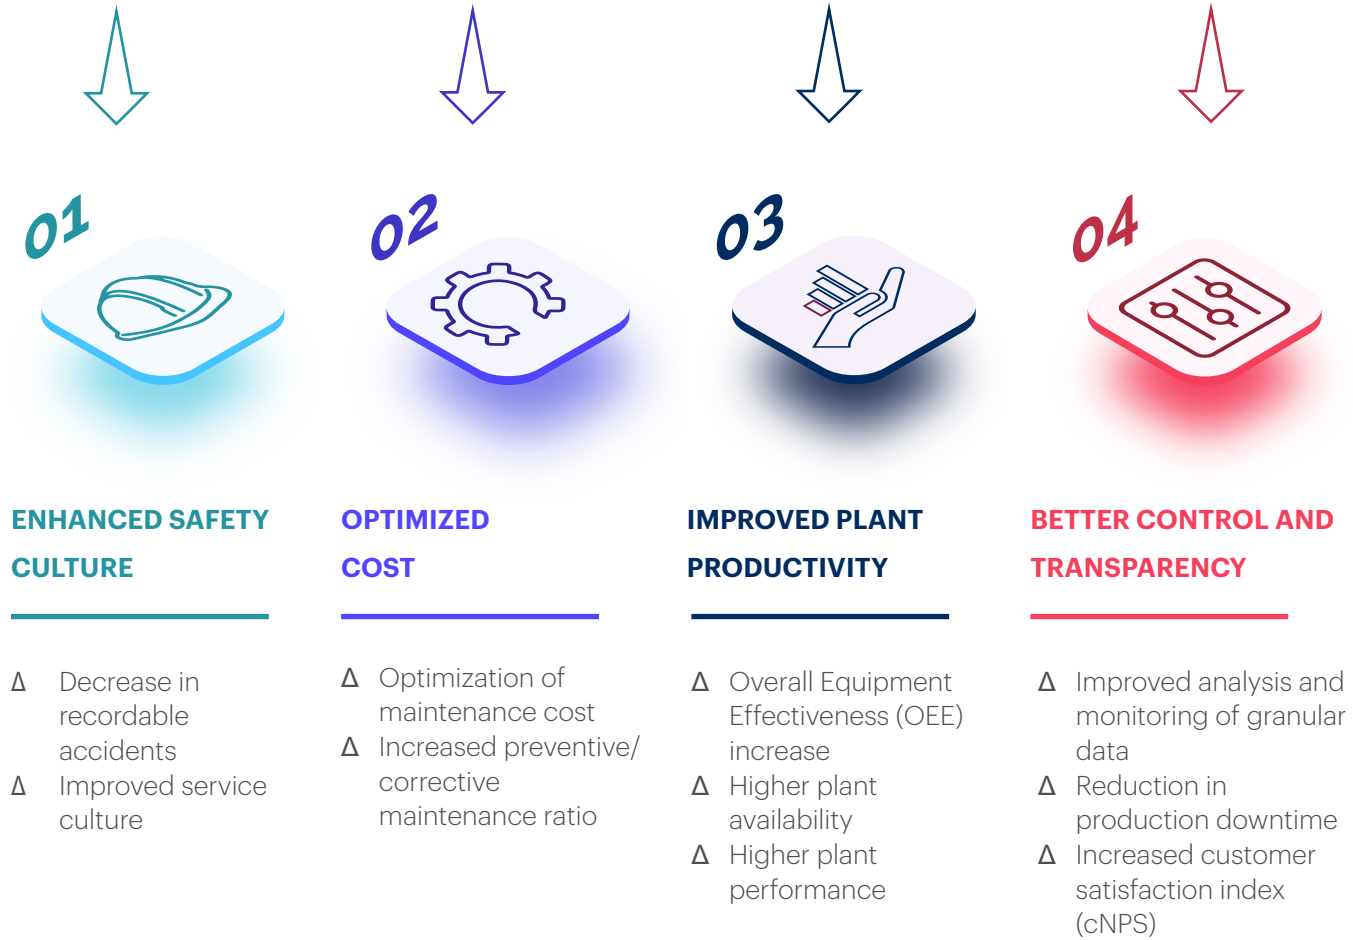 01
ENHANCED SAFETY
CULTURE
Δ Decrease in
recordable
accidents
Δ Improved service
culture
02
OPTIMIZED
COST
Δ Optimization of
maintenance cost
Δ Increased preventive/
corrective
maintenance ratio
03
IMPROVED PLANT
PRODUCTIVITY
Δ Overall Equipment
Effectiveness (OEE)
increase
Δ Higher plant
availability
Δ Higher plant
performance
04
BETTER CONTROL AND
TRANSPARENCY
Δ Improved analysis and
monitoring of granular
data
Δ Reduction in
production downtime
Δ Increased customer
satisfaction index
(cNPS)